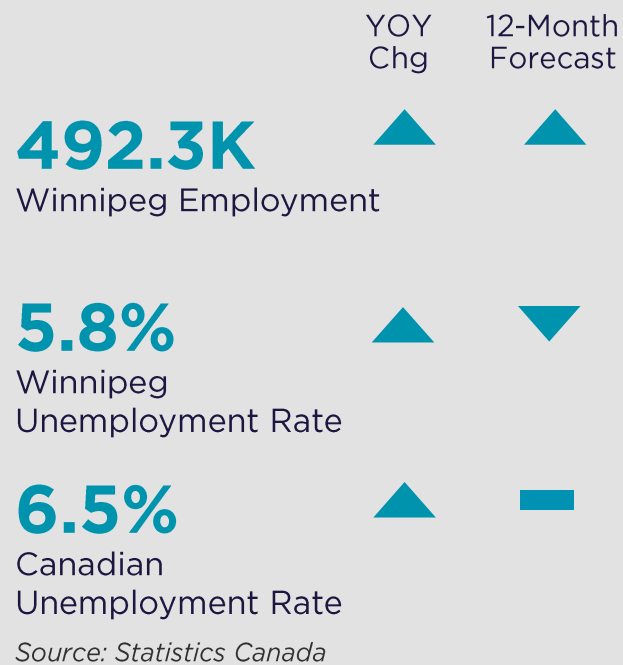 YOY
Chg
12-Month
Forecast
492.3K
Winnipeg Employment
5.8%
Winnipeg
Unemployment Rate
6.5%
Canadian
Unemployment Rate
Source: Statistics Canada